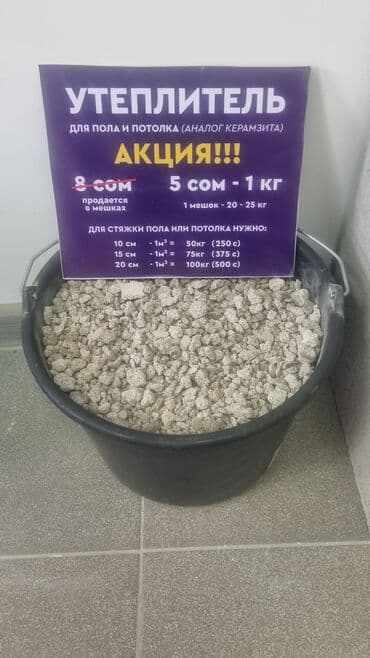 УТЕПЛИТЕЛЬ
ДЛЯ ПОЛА И ПОТОЛКА (АНАЛОГ КЕРАМЗИТА)
АКЦИЯ!!!
8 сом 5 сом - 1 кг
продается в мешках
1 мешок - 20 - 25 кг
ДЛЯ СТЯЖКИ ПОЛА ИЛИ ПОТОЛКА НУЖНО:
10 см - 1м² = 50кг (250 с)
15 см - 1м² = 75кг (375 с)
20 см - 1м² = 100кг (500 с)